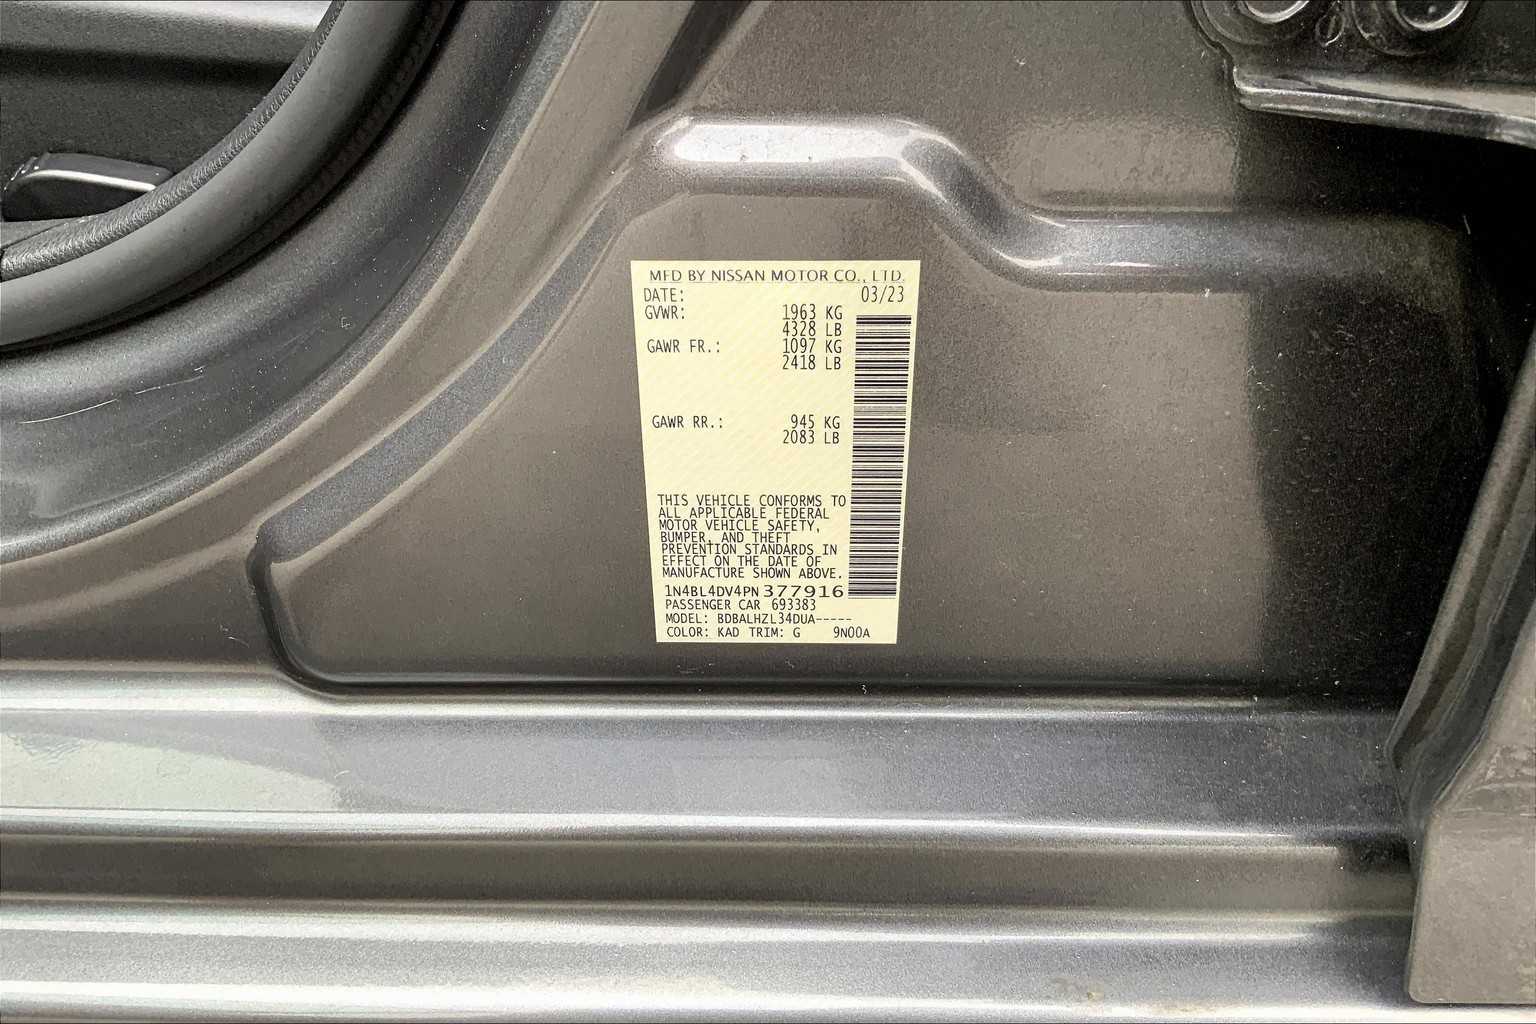 MFD BY NISSAN MOTOR CO., LTD.
DATE: 03/23
GVWR: 1963 KG
4328 LB
GAWR FR.: 1097 KG
2418 LB
GAWR RR.: 945 KG
2083 LB
THIS VEHICLE CONFORMS TO
ALL APPLICABLE FEDERAL
MOTOR VEHICLE SAFETY,
BUMPER, AND THEFT
PREVENTION STANDARDS IN
EFFECT ON THE DATE OF
MANUFACTURE SHOWN ABOVE.
1N4BL4DV4PN377916
PASSENGER CAR 693383
MODEL: BDBALHZL34DUA-----
COLOR: KAD TRIM: G 9N00A